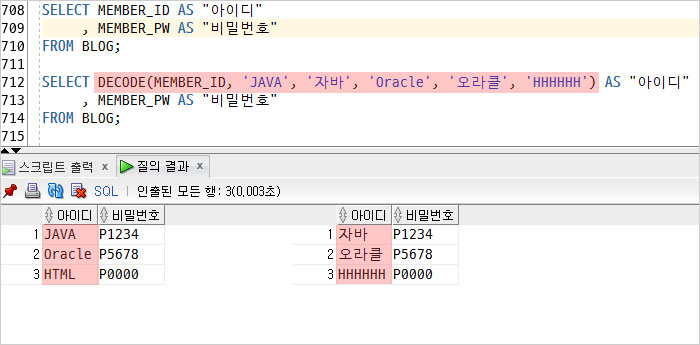 708 SELECT MEMBER_ID AS "아이디"
709 , MEMBER_PW AS "비밀번호"
710 FROM BLOG;
711
712 SELECT DECODE(MEMBER_ID, 'JAVA', '자바', 'Oracle', '오라클', 'HHHHHH') AS "아이디"
713 , MEMBER_PW AS "비밀번호"
714 FROM BLOG;
715
스크립트 출력 x 질의 결과 x
SQL | 인출된 모든 행: 3(0,003초)
아이디 비밀번호
1 JAVA P1234
2 Oracle P5678
3 HTML P0000
아이디 비밀번호
1 자바 P1234
2 오라클 P5678
3 HHHHHH P0000